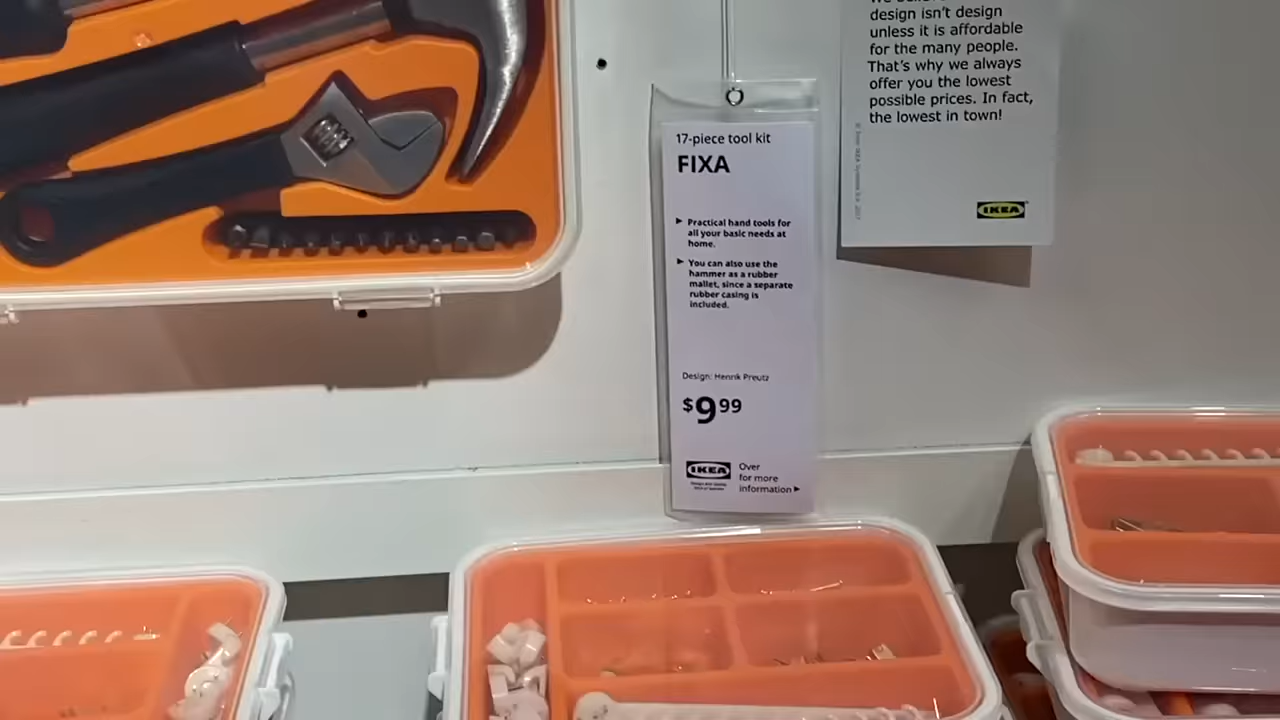 17-piece tool kit
FIXA
▶ Practical hand tools for
all your basic needs at
home.
▶ You can also use the
hammer as a rubber
mallet, since a separate
rubber casing is
included.
Design: Henrik Preutz
$9.99
IKEA
Over
for more
information ▶
design isn't design
unless it is affordable
for the many people.
That's why we always
offer you the lowest
possible prices. In fact,
the lowest in town!
IKEA